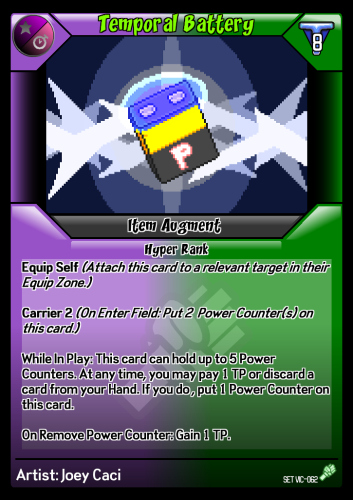 Temporal Battery
8
P
Item Augment
Hyper Rank
Equip Self (Attach this card to a relevant target in their
Equip Zone.)
Carrier 2 (On Enter Field: Put 2 Power Counter(s) on
this card.)
While In Play: This card can hold up to 5 Power
Counters. At any time, you may pay 1 TP or discard a
card from your Hand. If you do, put 1 Power Counter on
this card.
On Remove Power Counter: Gain 1 TP.
Artist: Joey Caci
SET VIC-062